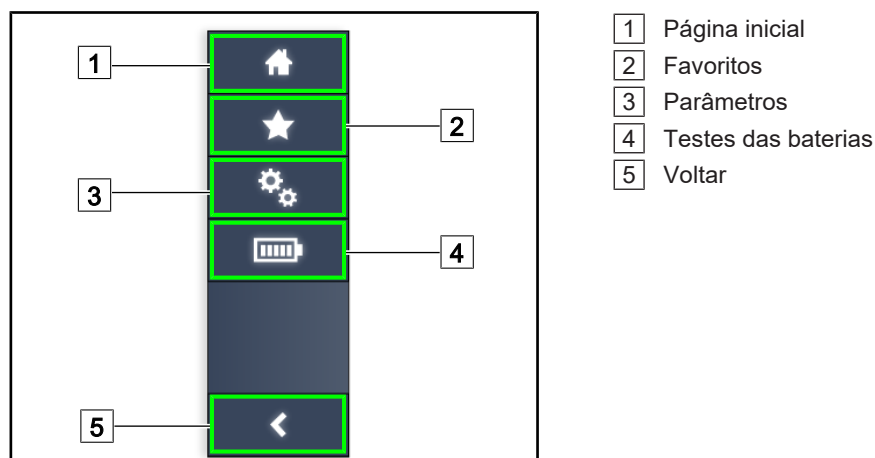 1 Página inicial
2 Favoritos
3 Parâmetros
4 Testes das baterias
5 Voltar
1
2
3
4
5